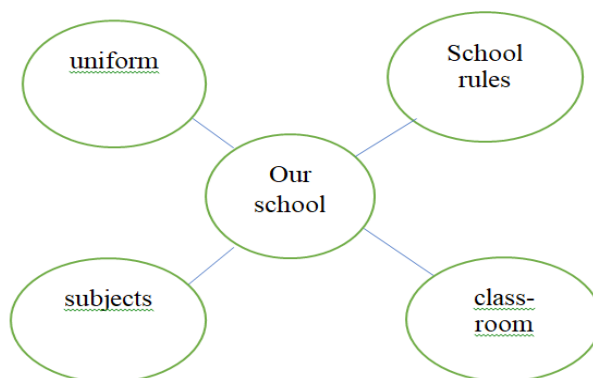 uniform
School
rules
Our
school
subjects
class-
room